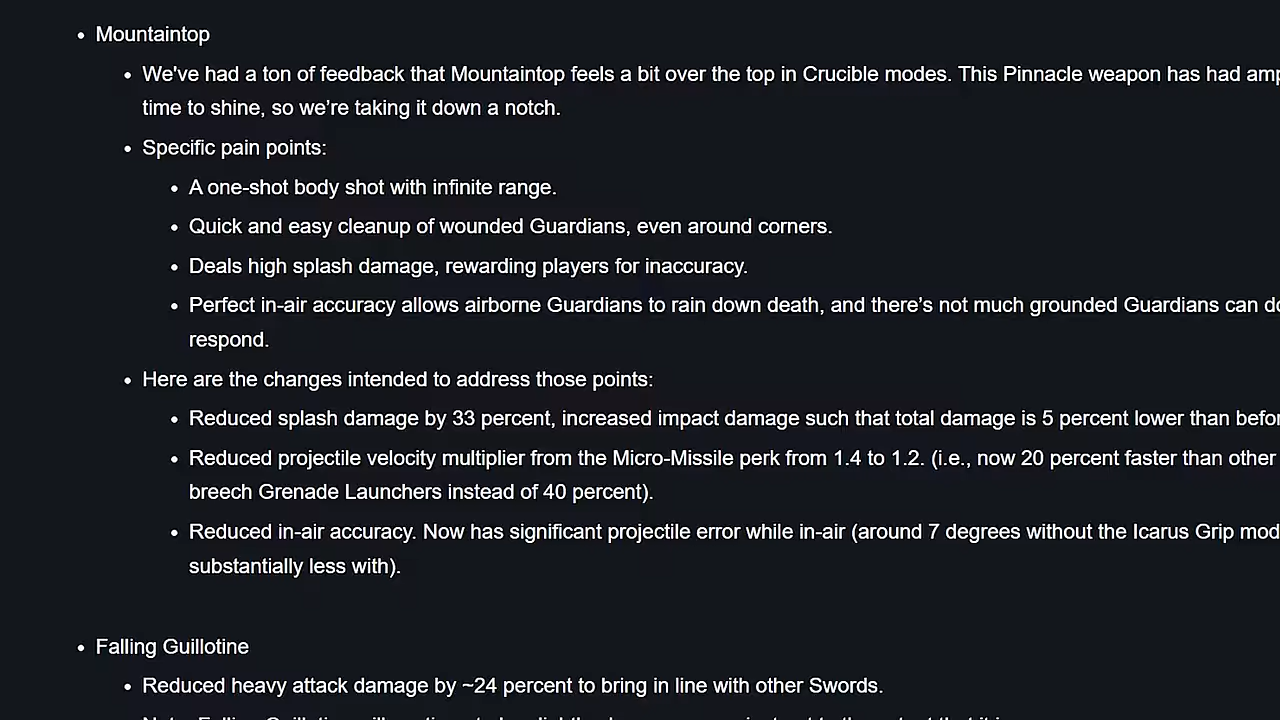 Mountaintop
We've had a ton of feedback that Mountaintop feels a bit over the top in Crucible modes. This Pinnacle weapon has had
time to shine, so we’re taking it down a notch.
Specific pain points:
A one-shot body shot with infinite range.
Quick and easy cleanup of wounded Guardians, even around corners.
Deals high splash damage, rewarding players for inaccuracy.
Perfect in-air accuracy allows airborne Guardians to rain down death, and there’s not much grounded Guardians can
respond.
Here are the changes intended to address those points:
Reduced splash damage by 33 percent, increased impact damage such that total damage is 5 percent lower than
Reduced projectile velocity multiplier from the Micro-Missile perk from 1.4 to 1.2. (i.e., now 20 percent faster than other
breech Grenade Launchers instead of 40 percent).
Reduced in-air accuracy. Now has significant projectile error while in-air (around 7 degrees without the Icarus Grip mod
substantially less with).
Falling Guillotine
Reduced heavy attack damage by ~24 percent to bring in line with other Swords.